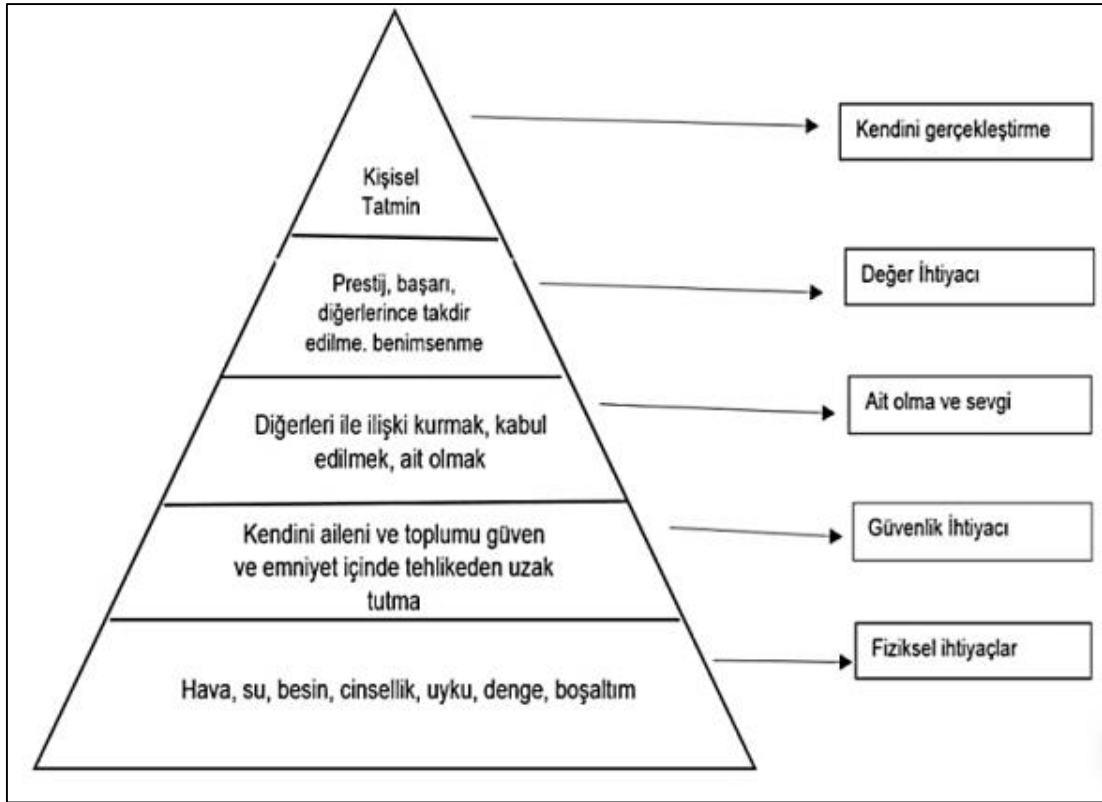 Kişisel
Tatmin
Kendini gerçekleştirme
Prestij, başarı,
diğerlerince takdir
edilme. benimsenme
Değer İhtiyacı
Diğerleri ile ilişki kurmak, kabul
edilmek, ait olmak
Ait olma ve sevgi
Kendini aileni ve toplumu güven
ve emniyet içinde tehlikeden uzak
tutma
Güvenlik İhtiyacı
Hava, su, besin, cinsellik, uyku, denge, boşaltım
Fiziksel ihtiyaçlar